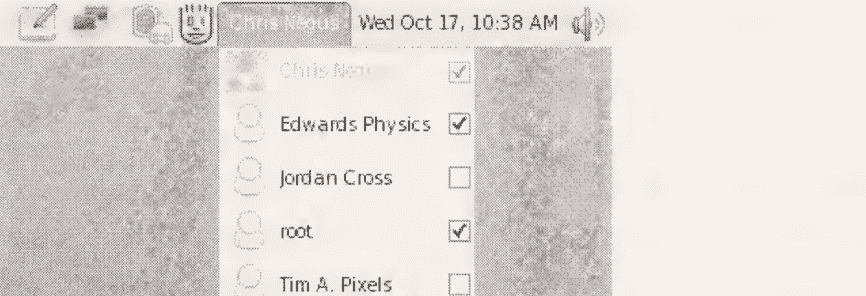 Chris Negus Wed Oct 17, 10:38 AM
Chris Negus
Edwards Physics
Jordan Cross
root
Tim A. Pixels